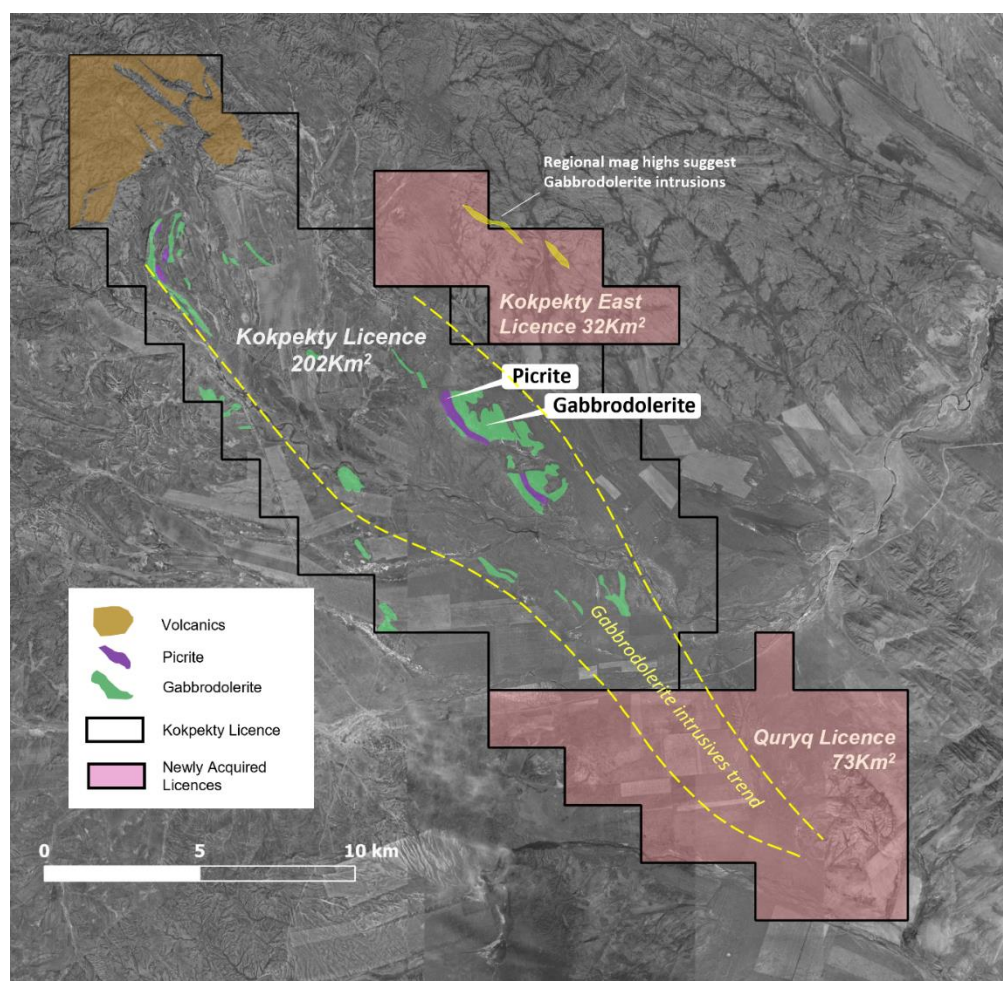 Regional mag highs suggest
Gabbrodolerite intrusions
Kokpekty East
Licence 32Km²
Kokpekty Licence
202Km²
Picrite
Gabbrodolerite
Gabbrodolerite intrusives trend
Quryq Licence
73Km²
Volcanics
Picrite
Gabbrodolerite
Kokpekty Licence
Newly Acquired
Licences
0 5 10 km